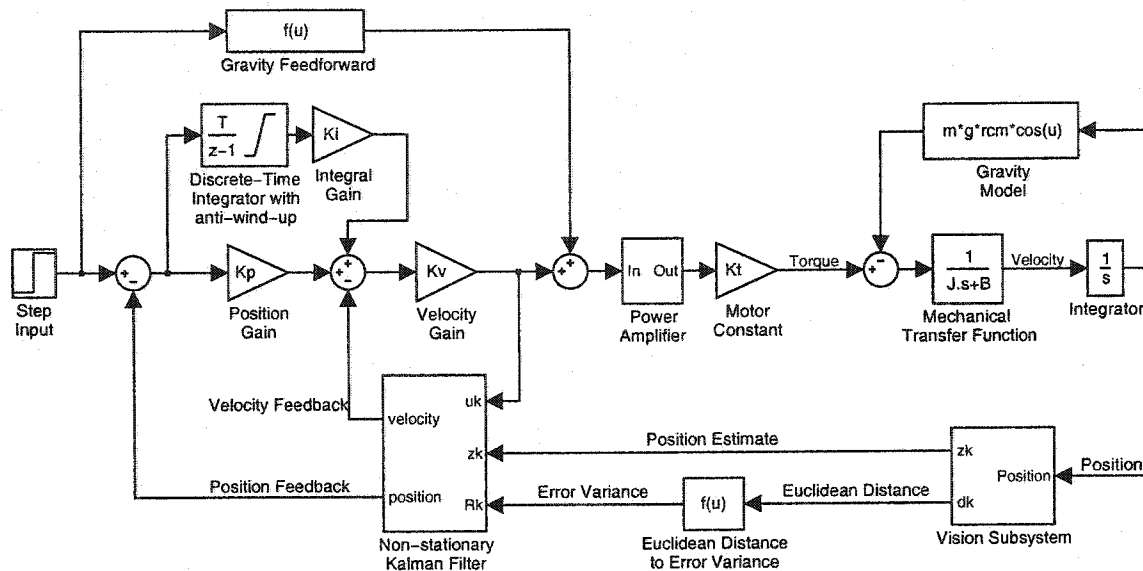 f(u)
Gravity Feedforward
T
z-1
Ki
Discrete-Time
Integrator with
anti-wind-up
Integral
Gain
m*g*rcm*cos(u)
Gravity
Model
Step
Input
+
-
Kp
Position
Gain
+
+
-
Kv
Velocity
Gain
+
+
In Out
Power
Amplifier
Kt
Motor
Constant
Torque
+
-
1
J.s+B
Mechanical
Transfer Function
Velocity
1
s
Integrator
Velocity Feedback
Position Feedback
velocity
position
uk
zk
Rk
Non-stationary
Kalman Filter
Position Estimate
Error Variance
f(u)
Euclidean Distance
to Error Variance
Euclidean Distance
zk
dk
Position
Vision Subsystem
Position